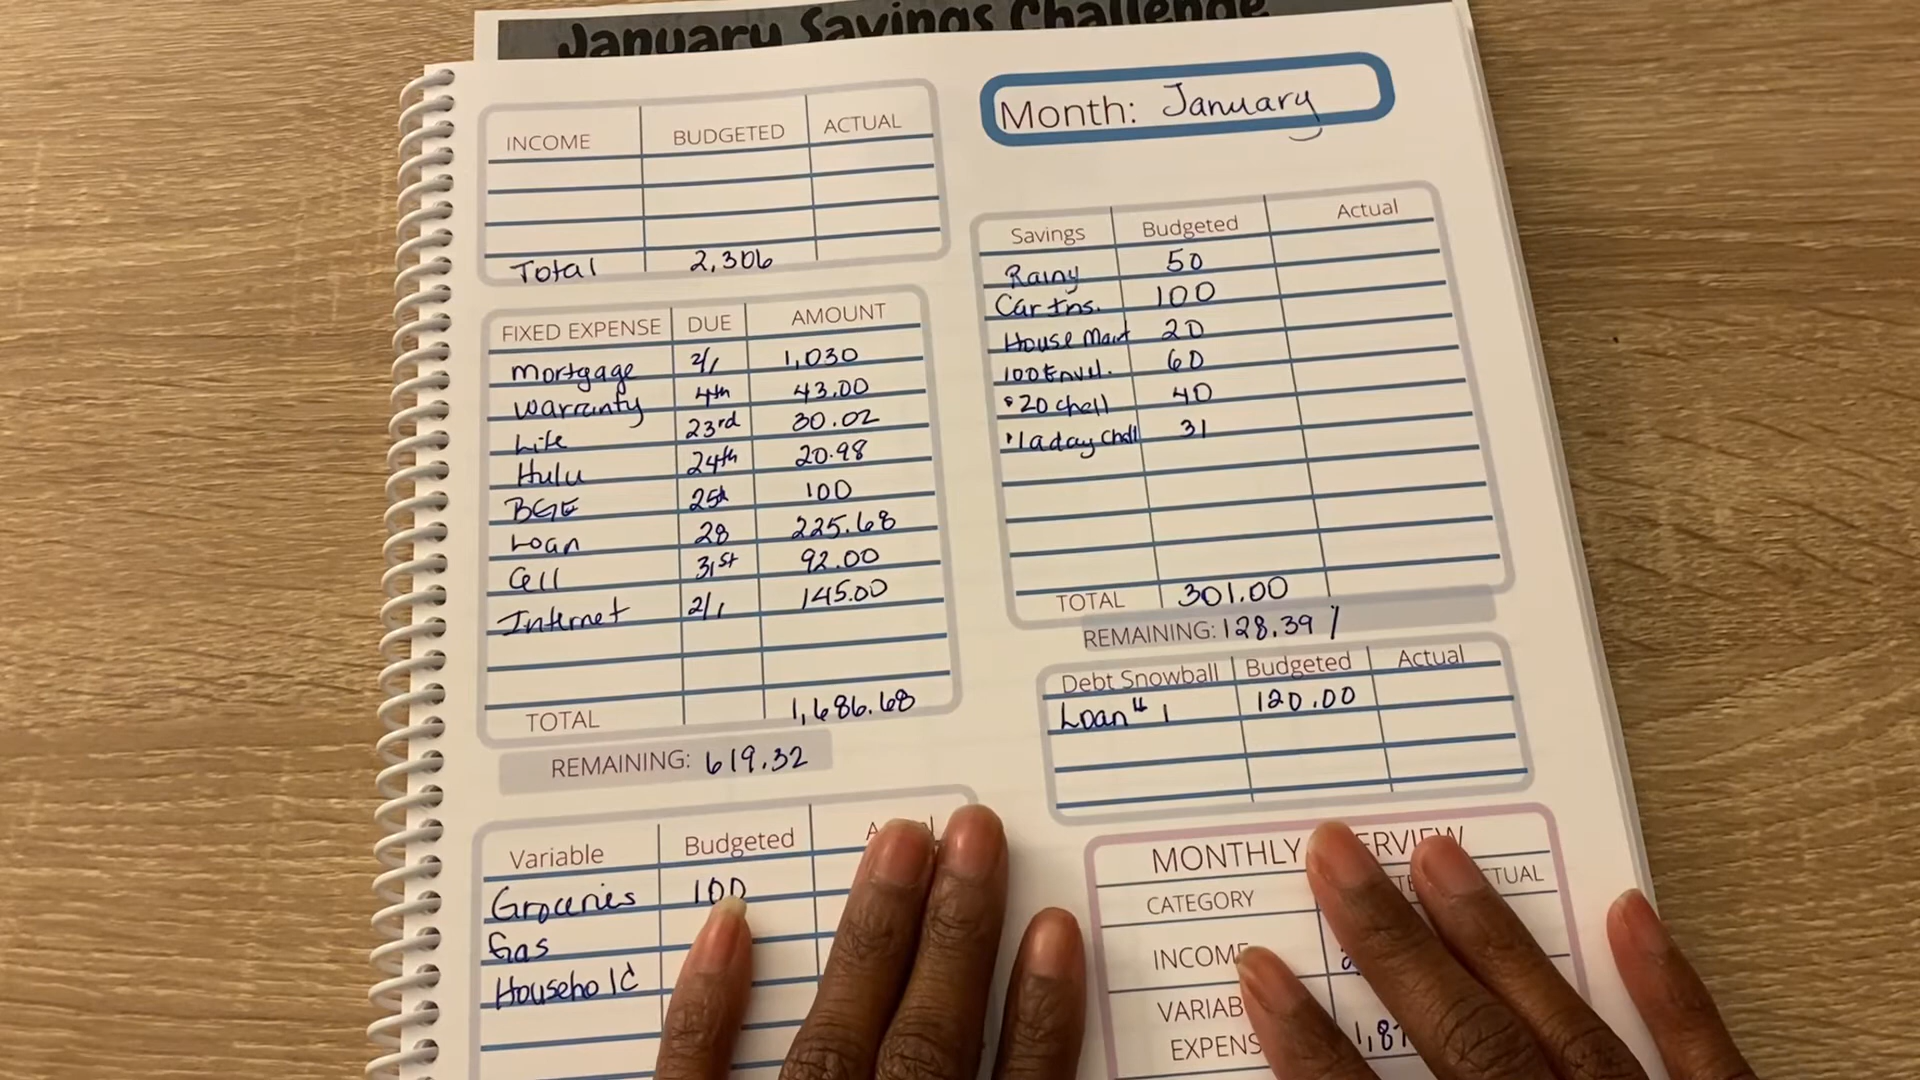 January Savings Challenge
Month: January
INCOME BUDGETED ACTUAL
Total 2,306
FIXED EXPENSE DUE AMOUNT
Mortgage 2/1 1,030
Warranty 4th 43.00
Life 23rd 30.02
Hulu 24th 20.98
BGE 25th 100
Loan 28 225.68
Cell 31st 92.00
Internet 2/1 145.00
TOTAL 1,686.68
REMAINING: 619.32
Variable Budgeted
Groceries 100
Gas
Household
Savings Budgeted Actual
Rainy 50
Car Ins. 100
House Maint 20
100 Envel. 60
$20 chall 40
$1 a day Chall 31
TOTAL 301.00
REMAINING: 128.39 /
Debt Snowball Budgeted Actual
Loan # 1 120.00
MONTHLY
CATEGORY
INCOME